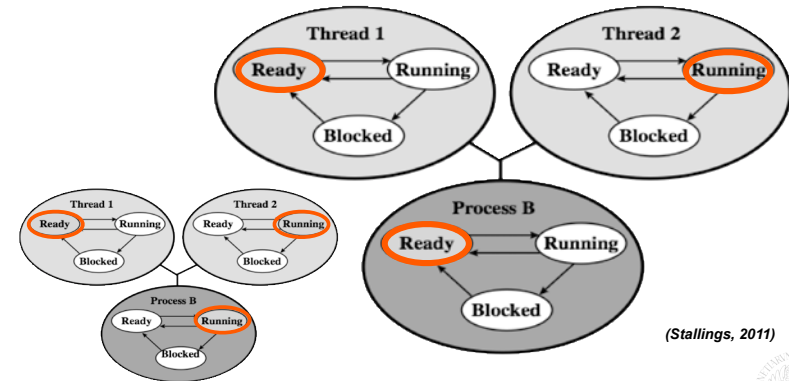 Thread 1
Ready
Running
Blocked
Thread 2
Ready
Running
Blocked
Process B
Ready
Running
Blocked
Thread 1
Ready
Running
Blocked
Thread 2
Ready
Running
Blocked
Process B
Ready
Running
Blocked
(Stallings, 2011)